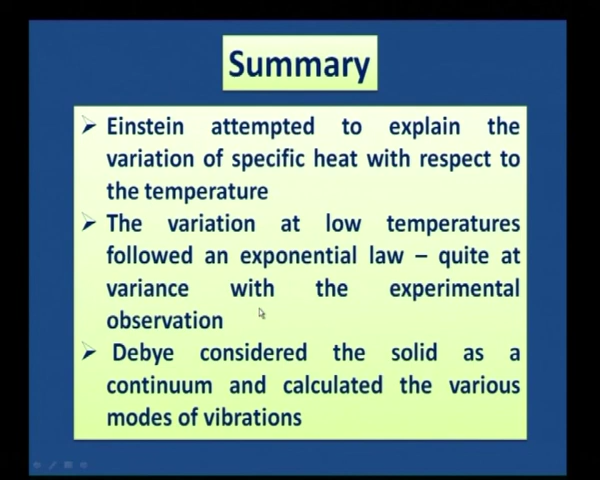 Summary
➢ Einstein attempted to explain the
variation of specific heat with respect to
the temperature
➢ The variation at low temperatures
followed an exponential law – quite at
variance with the experimental
observation
➢ Debye considered the solid as a
continuum and calculated the various
modes of vibrations